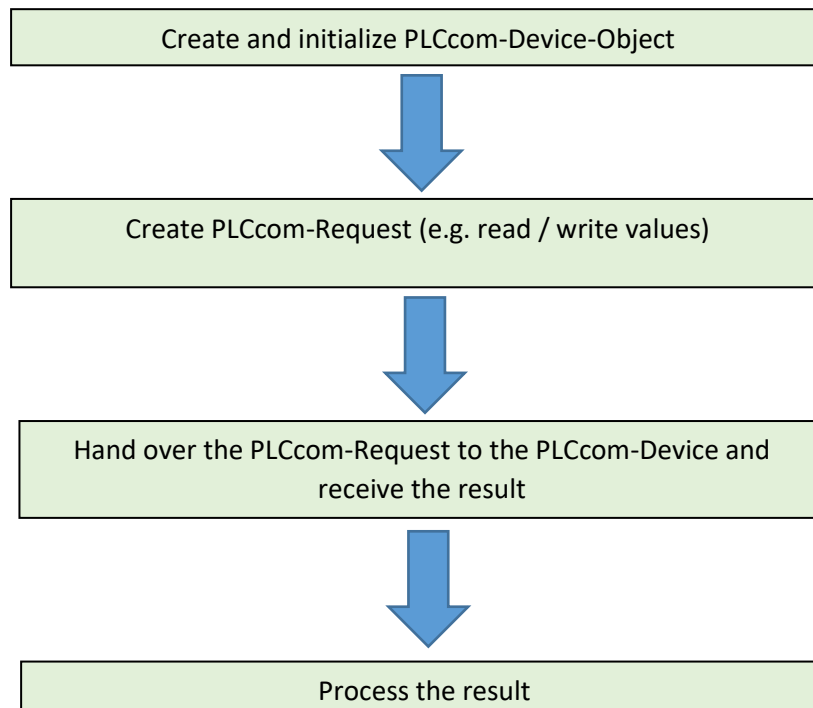 Create and initialize PLCcom-Device-Object
Create PLCcom-Request (e.g. read / write values)
Hand over the PLCcom-Request to the PLCcom-Device and
receive the result
Process the result